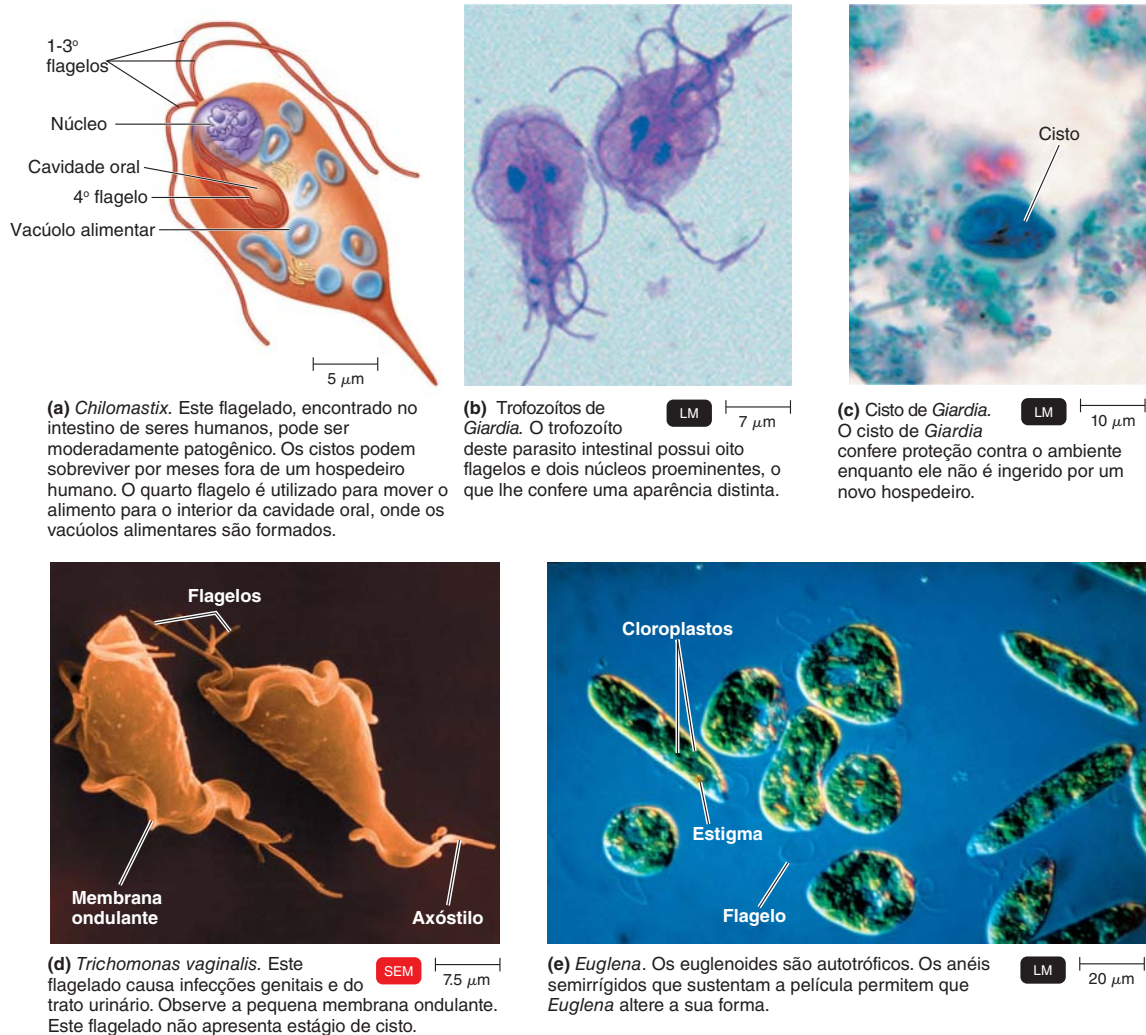 1-3º
flagelos
Núcleo
Cavidade oral
4º flagelo
Vacúolo alimentar
5 μm
(a) Chilomastix. Este flagelado, encontrado no
intestino de seres humanos, pode ser
moderadamente patogênico. Os cistos podem
sobreviver por meses fora de um hospedeiro
humano. O quarto flagelo é utilizado para mover o
alimento para o interior da cavidade oral, onde os
vacúolos alimentares são formados.
(b) Trofozoítos de
Giardia. O trofozoíto
deste parasito intestinal possui oito
flagelos e dois núcleos proeminentes, o
que lhe confere uma aparência distinta.
LM
7 μm
Cisto
(c) Cisto de Giardia.
O cisto de Giardia
confere proteção contra o ambiente
enquanto ele não é ingerido por um
novo hospedeiro.
LM
10 μm
Flagelos
Membrana
ondulante
Axóstilo
(d) Trichomonas vaginalis. Este
flagelado causa infecções genitais e do
trato urinário. Observe a pequena membrana ondulante.
Este flagelado não apresenta estágio de cisto.
SEM
7.5 μm
Cloroplastos
Estigma
Flagelo
(e) Euglena. Os euglenoides são autotróficos. Os anéis
semirrígidos que sustentam a película permitem que
Euglena altere a sua forma.
LM
20 μm